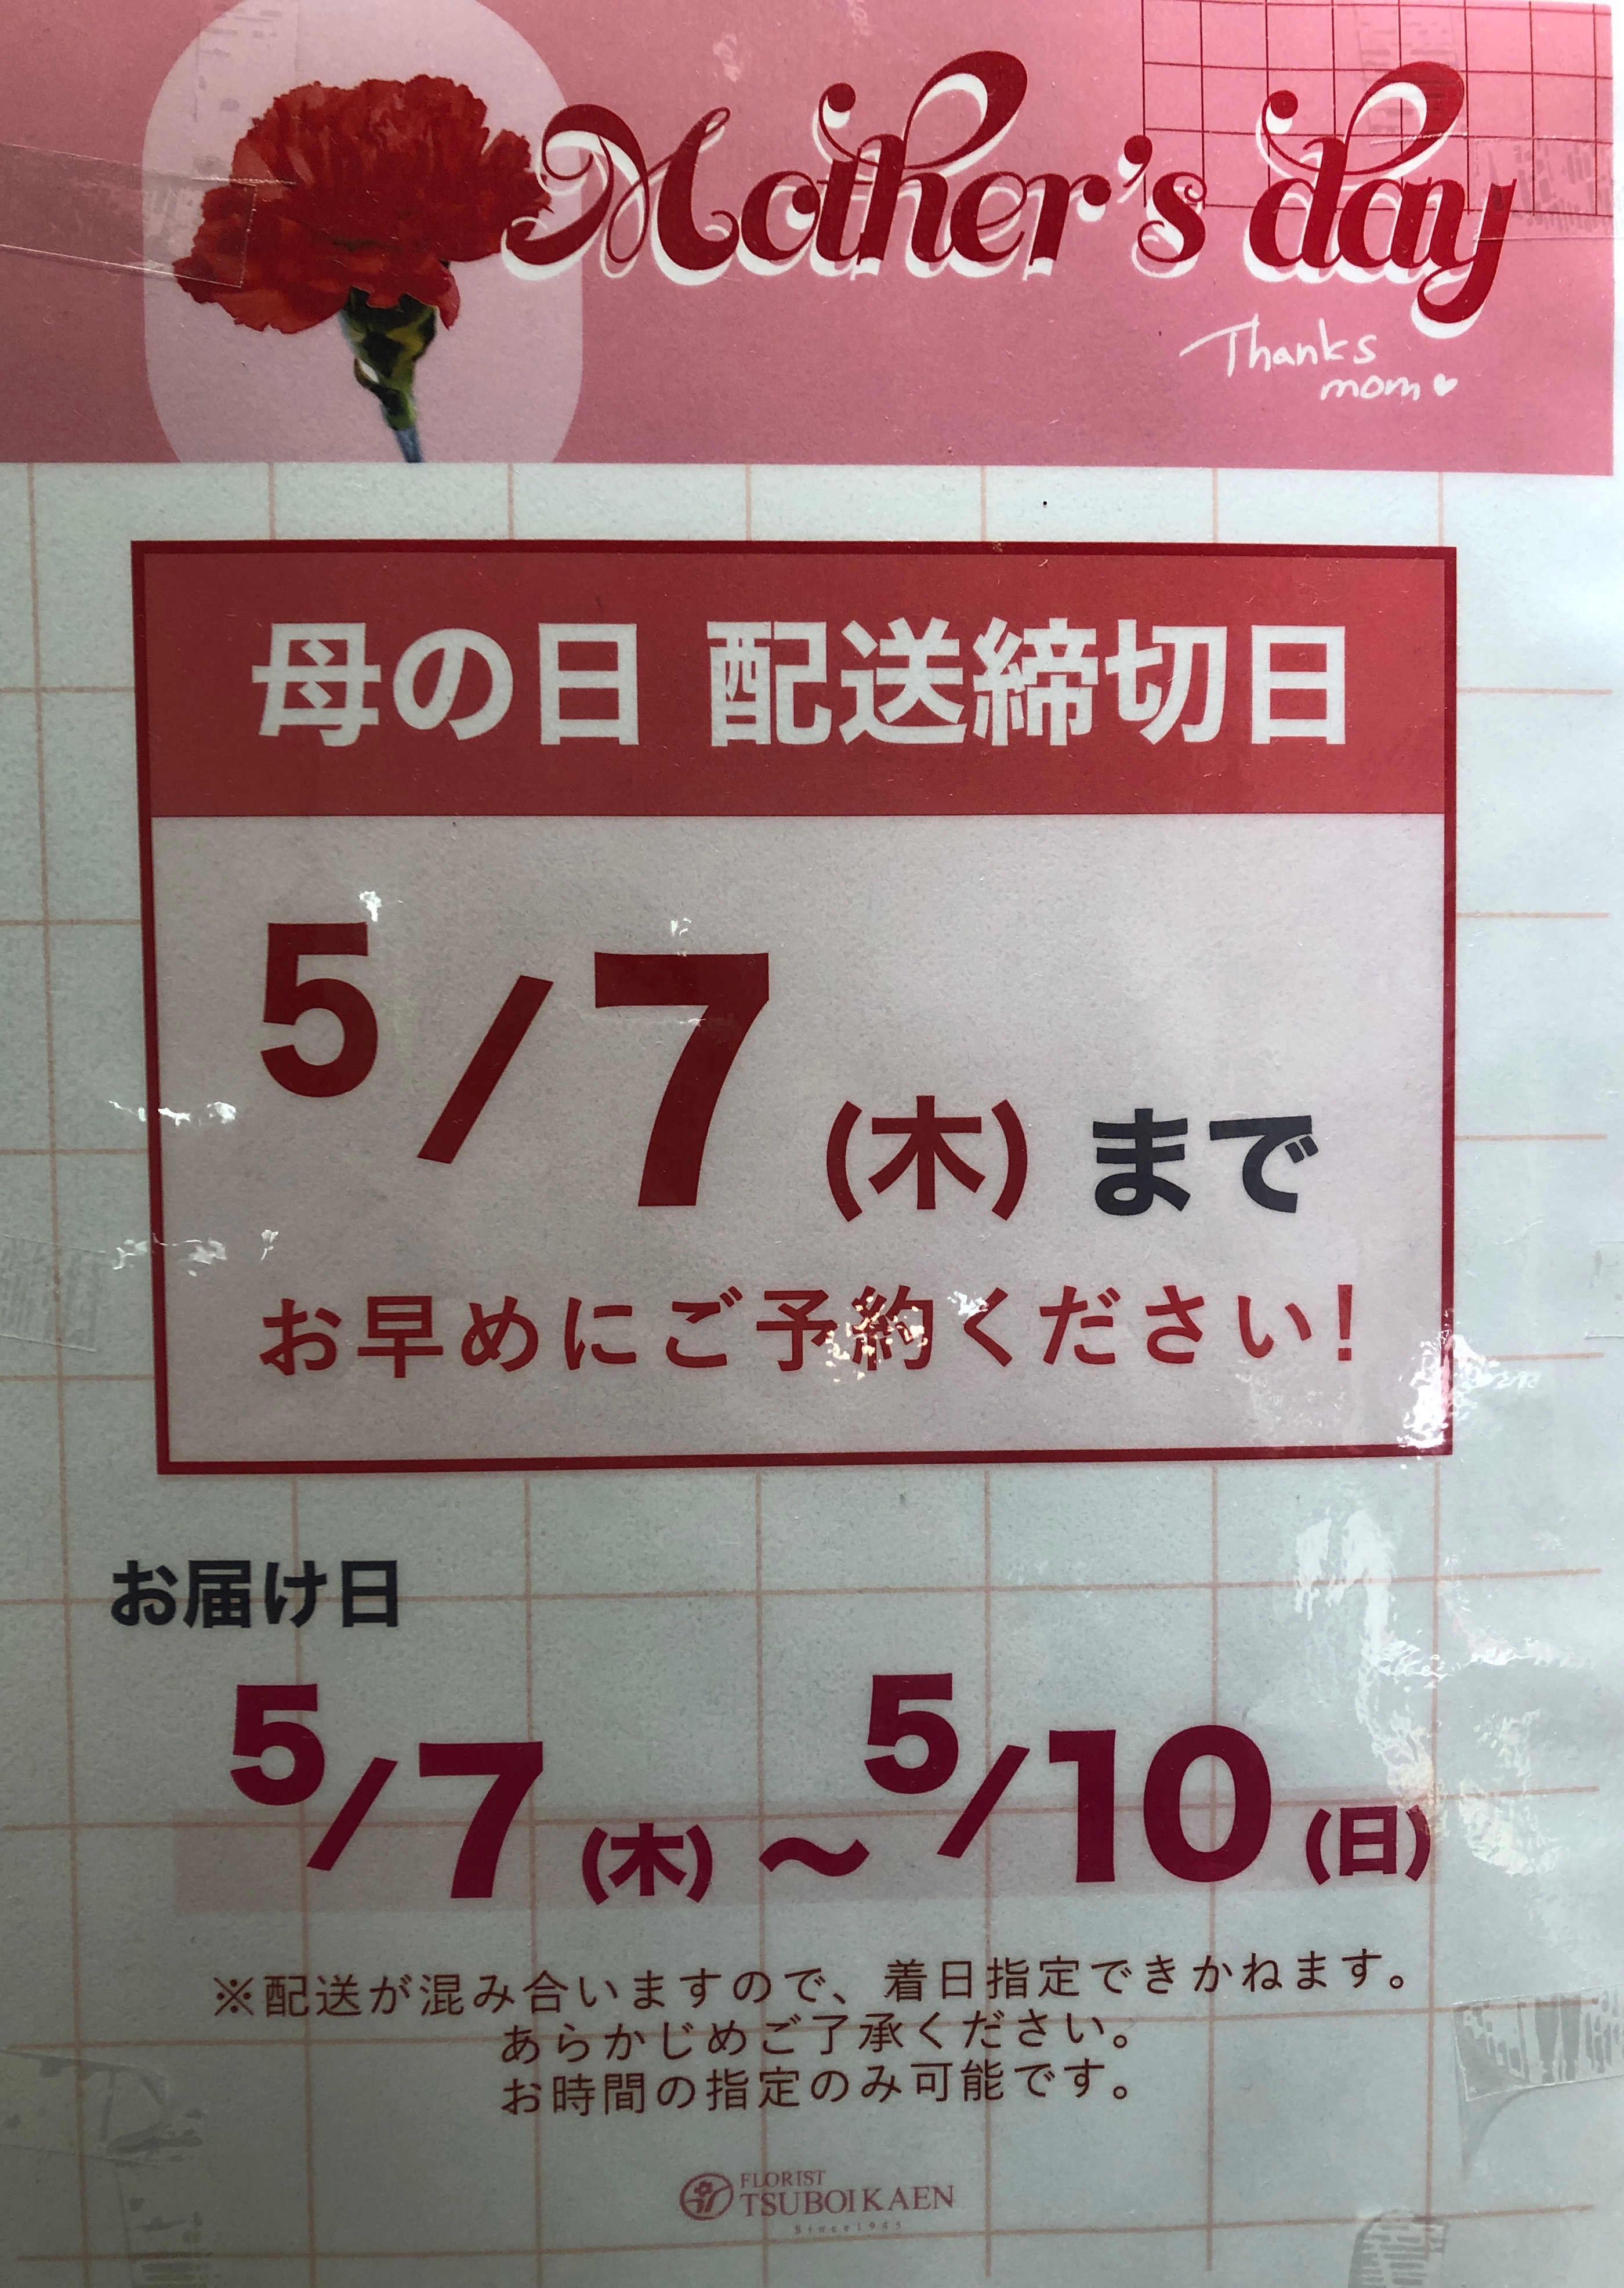 Mother's day
Thanks
mom♥
母の日 配送締切日
5/7(木)まで
お早めにご予約ください!
お届け日
5/7(木)～5/10(日)
※配送が混み合いますので、着日指定できかねます。
あらかじめご了承ください。
お時間の指定のみ可能です。
FLORIST
TSUBOIKAEN
Since1945